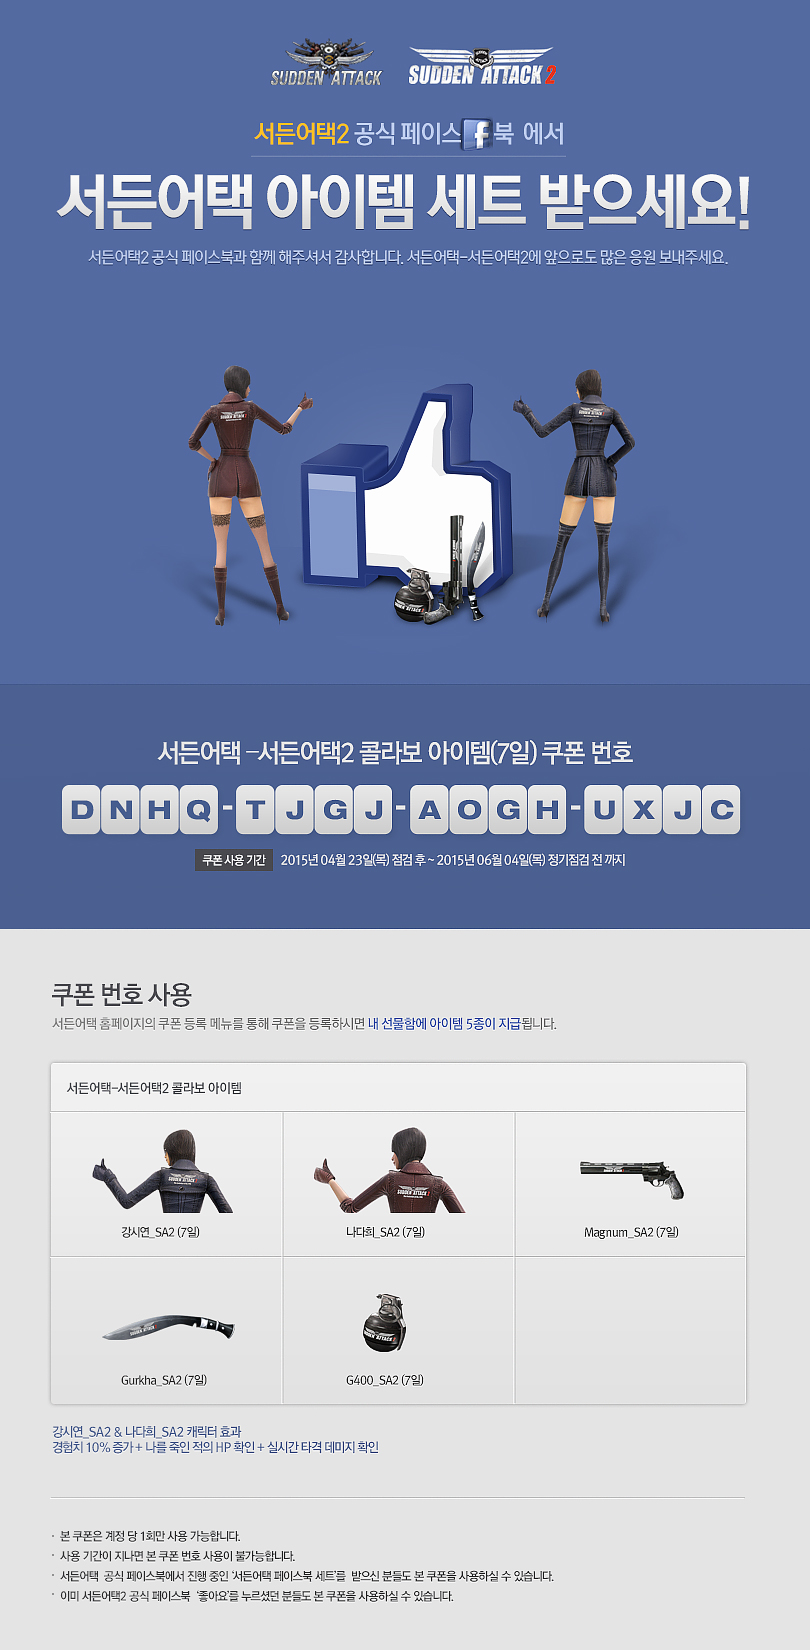 SUDDEN ATTACK SUDDEN ATTACK 2
서든어택2 공식 페이스f북 에서
서든어택 아이템 세트 받으세요!
서든어택2 공식 페이스북과 함께 해주셔서 감사합니다. 서든어택-서든어택2에 앞으로도 많은 응원 보내주세요.
서든어택 -서든어택2 콜라보 아이템(7일) 쿠폰 번호
DNHQ-TJGJ-AOGH-UXJC
쿠폰 사용 기간 2015년 04월 23일(목) 점검 후 ~ 2015년 06월 04일(목) 정기점검 전 까지
쿠폰 번호 사용
서든어택 홈페이지의 쿠폰 등록 메뉴를 통해 쿠폰을 등록하시면 내 선물함에 아이템 5종이 지급됩니다.
서든어택-서든어택2 콜라보 아이템
강시연_SA2 (7일) 나다희_SA2 (7일) Magnum_SA2 (7일)
Gurkha_SA2 (7일) G400_SA2 (7일)
강시연_SA2 & 나다희_SA2 캐릭터 효과
경험치 10% 증가 + 나를 죽인 적의 HP 확인 + 실시간 타격 데미지 확인
· 본 쿠폰은 계정 당 1회만 사용 가능합니다.
· 사용 기간이 지나면 본 쿠폰 번호 사용이 불가능합니다.
· 서든어택 공식 페이스북에서 진행 중인 '서든어택 페이스북 세트'를 받으신 분들도 본 쿠폰을 사용하실 수 있습니다.
· 이미 서든어택2 공식 페이스북 '좋아요'를 누르셨던 분들도 본 쿠폰을 사용하실 수 있습니다.